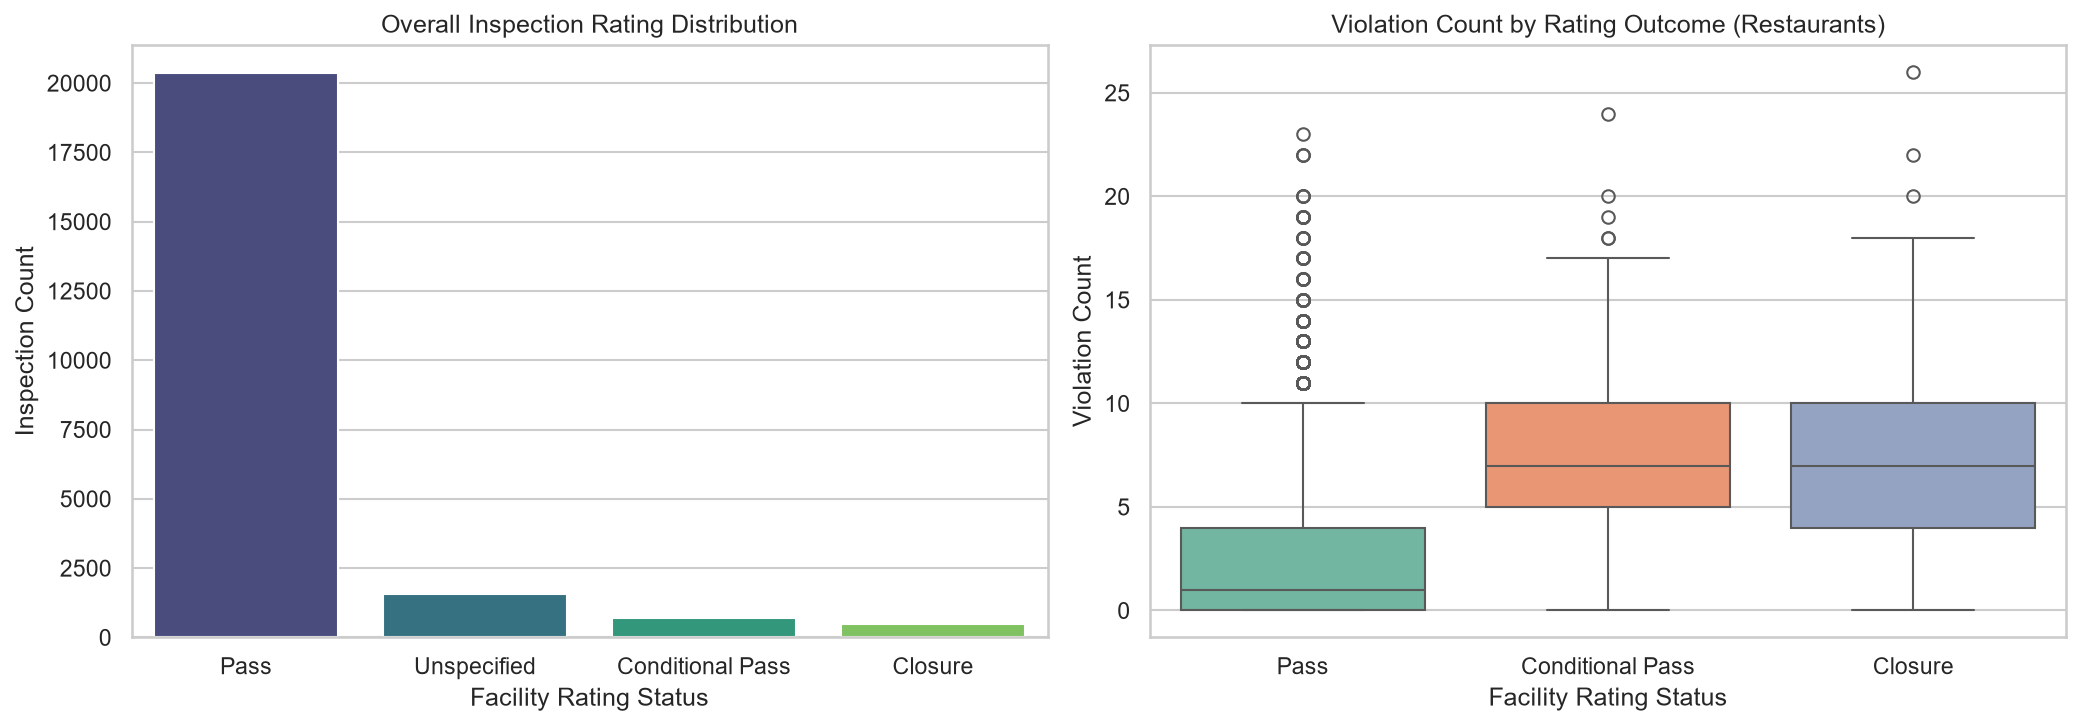 Overall Inspection Rating Distribution
Inspection Count
20000
17500
15000
12500
10000
7500
5000
2500
0
Pass
Unspecified
Conditional Pass
Closure
Facility Rating Status
Violation Count by Rating Outcome (Restaurants)
Violation Count
25
20
15
10
5
0
Pass
Conditional Pass
Closure
Facility Rating Status